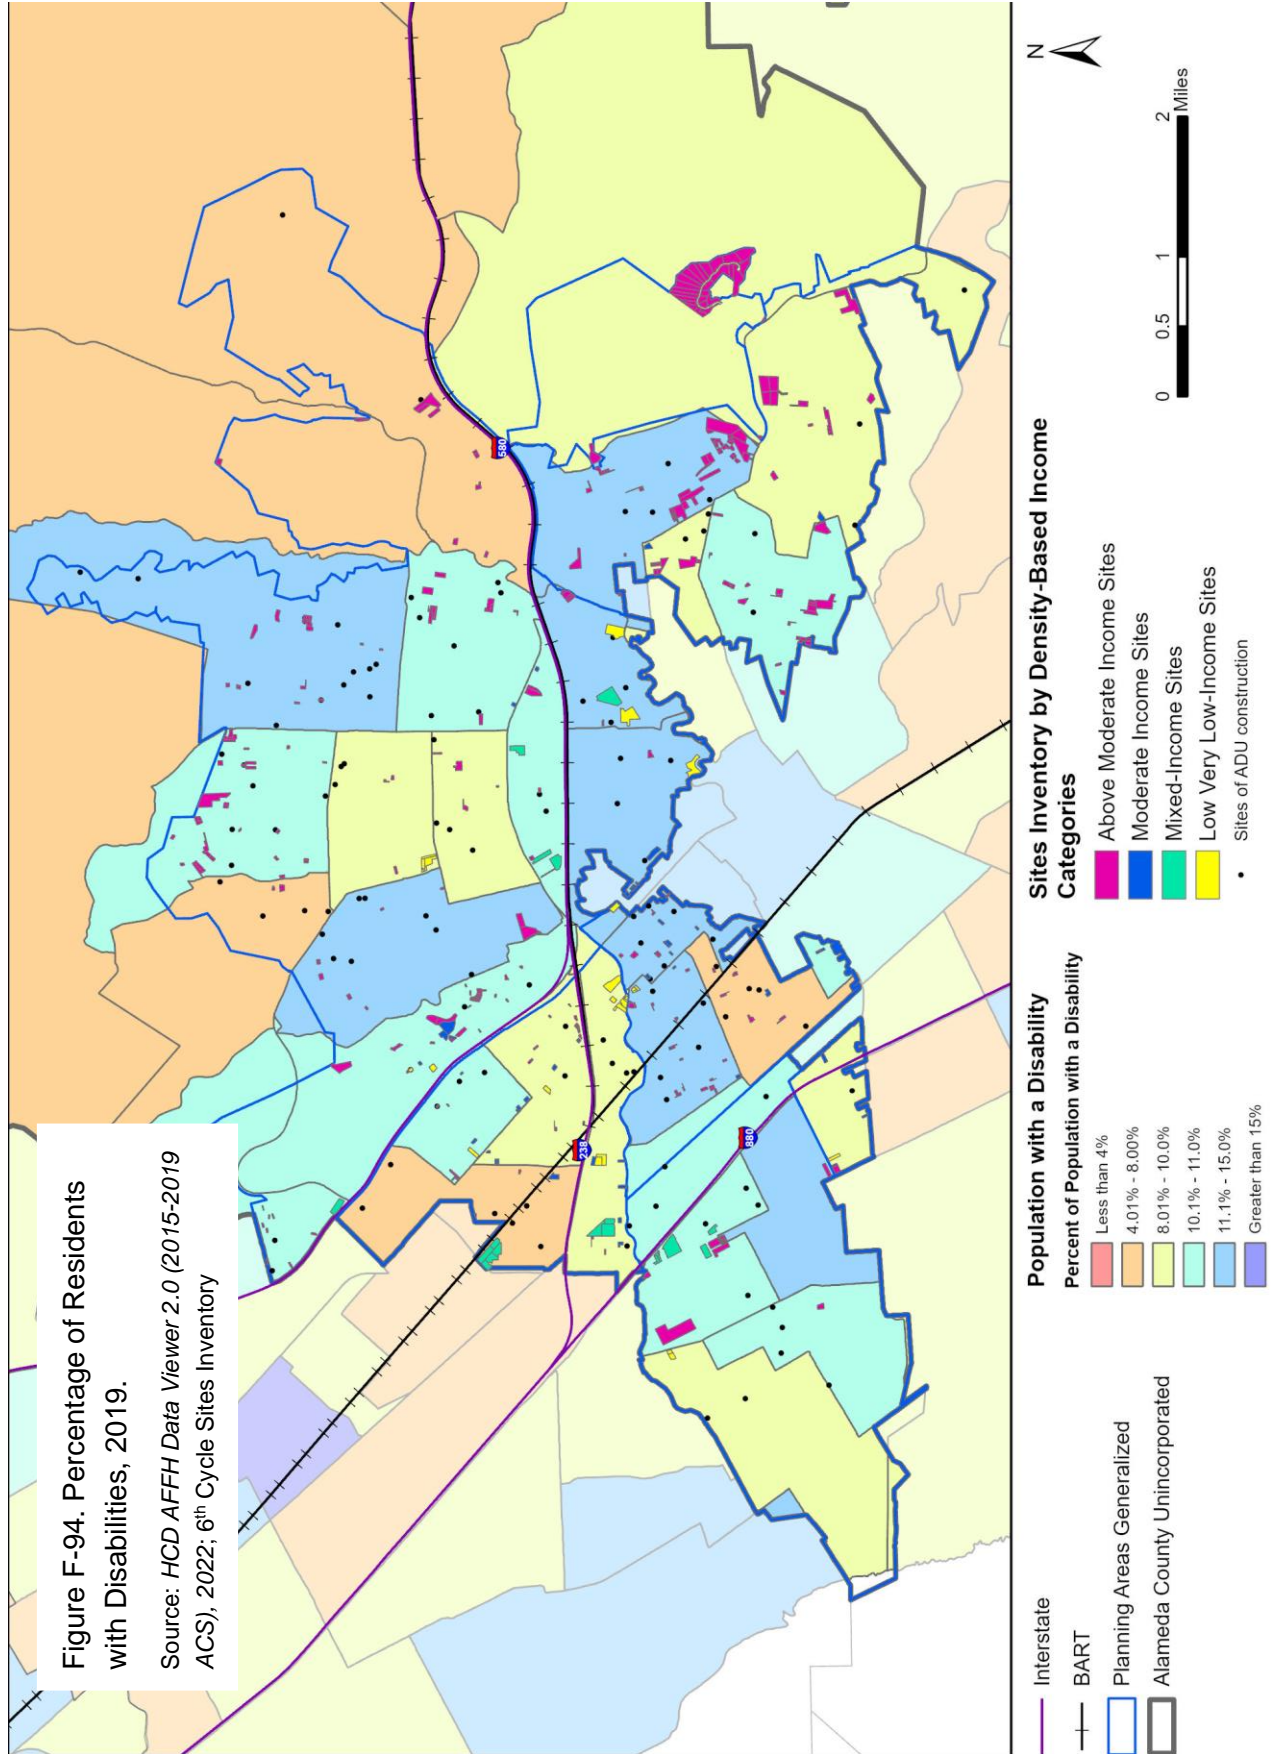 Figure F-94. Percentage of Residents
with Disabilities, 2019.
Source: HCD AFFH Data Viewer 2.0 (2015-2019
ACS), 2022; 6th Cycle Sites Inventory
580
238
880
Interstate
BART
Planning Areas Generalized
Alameda County Unincorporated
Population with a Disability
Percent of Population with a Disability
Less than 4%
4.01% - 8.00%
8.01% - 10.0%
10.1% - 11.0%
11.1% - 15.0%
Greater than 15%
Sites Inventory by Density-Based Income
Categories
Above Moderate Income Sites
Moderate Income Sites
Mixed-Income Sites
Low Very Low-Income Sites
Sites of ADU construction
0 0.5 1 2
Miles
N